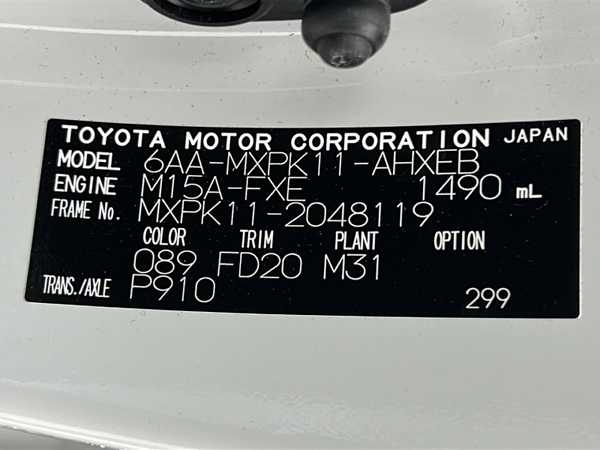 TOYOTA MOTOR CORPORATION JAPAN
MODEL 6AA-MXPK11-AHXEB
ENGINE M15A-FXE 1490 mL
FRAME No. MXPK11-2048119
COLOR TRIM PLANT OPTION
089 FD20 M31
TRANS./AXLE P910 299